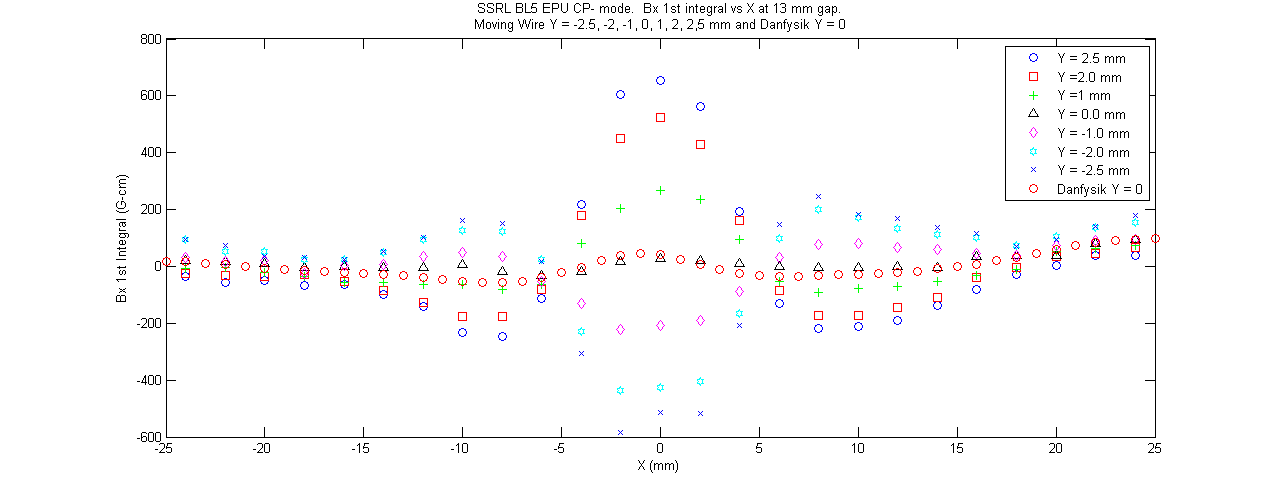 SSRL BL5 EPU CP- mode.  Bx 1st integral vs X at 13 mm gap.
Moving Wire Y = -2.5, -2, -1, 0, 1, 2, 2,5 mm and Danfysik Y = 0
800
600
400
200
0
-200
-400
-600
Bx 1st Integral (G-cm)
-25
-20
-15
-10
-5
0
5
10
15
20
25
X (mm)
Y = 2.5 mm
Y =2.0 mm
Y =1 mm
Y = 0.0 mm
Y = -1.0 mm
Y = -2.0 mm
Y = -2.5 mm
Danfysik Y = 0